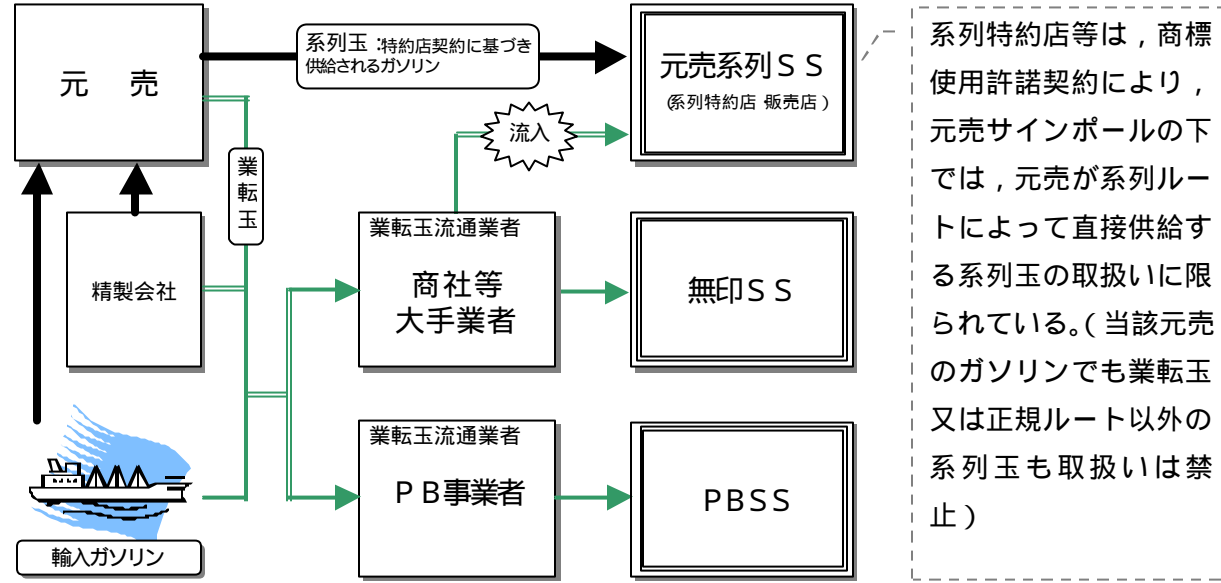 元 売
系列玉:特約店契約に基づき
供給されるガソリン
元売系列ＳＳ
(系列特約店・販売店)
流入
業転玉
精製会社
業転玉流通業者
商社等
大手業者
無印ＳＳ
業転玉流通業者
ＰＢ事業者
PBSS
輸入ガソリン
系列特約店等は，商標
使用許諾契約により，
元売サインポールの下
では，元売が系列ルー
トによって直接供給す
る系列玉の取扱いに限
られている。(当該元売
のガソリンでも業転玉
又は正規ルート以外の
系列玉も取扱いは禁
止)